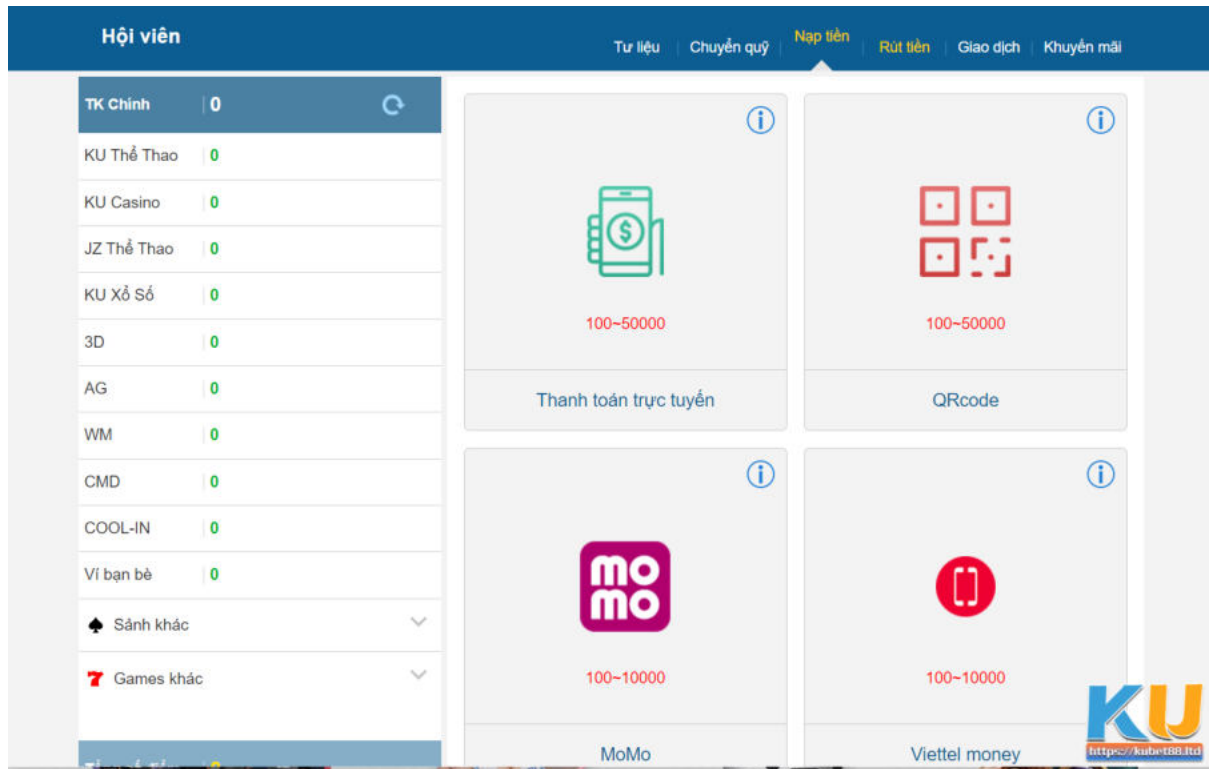 Hội viên
Tư liệu | Chuyển quỹ | Nạp tiền | Rút tiền | Giao dịch | Khuyến mãi
TK Chính | 0
KU Thể Thao | 0
KU Casino | 0
JZ Thể Thao | 0
KU Xổ Số | 0
3D | 0
AG | 0
WM | 0
CMD | 0
COOL-IN | 0
Ví bạn bè | 0
Sảnh khác
7 Games khác
100~50000
Thanh toán trực tuyến
100~50000
QRcode
mo
mo
100~10000
MoMo
100~10000
Viettel money
KU
https://kubet88.ltd